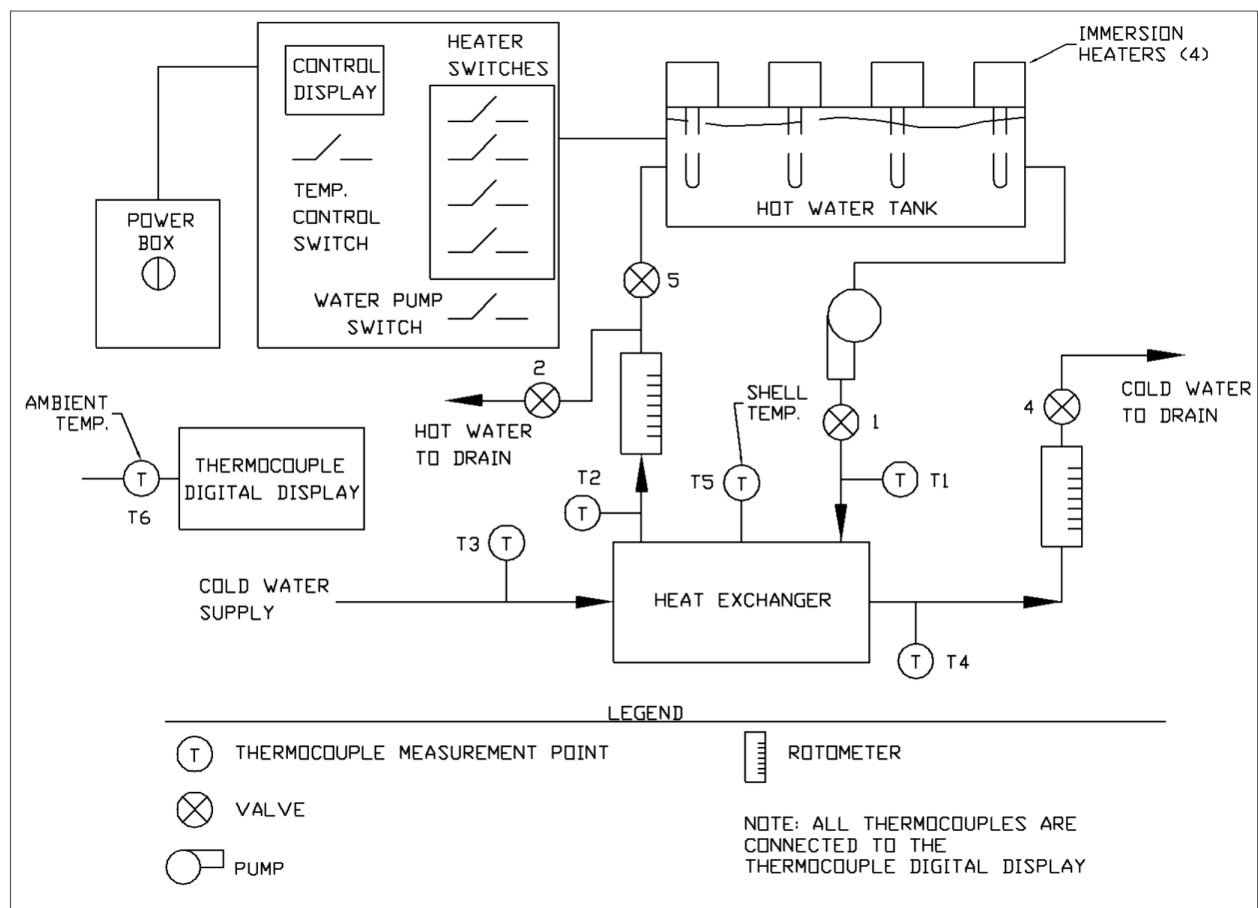 HEATER
SWITCHES
CONTROL
DISPLAY
IMMERSION
HEATERS (4)
TEMP.
CONTROL
SWITCH
HOT WATER TANK
POWER
BOX
WATER PUMP
SWITCH
5
2
1
4
SHELL
TEMP.
COLD WATER
TO DRAIN
AMBIENT
TEMP.
HOT WATER
TO DRAIN
THERMOCOUPLE
DIGITAL DISPLAY
T
T6
T2
T
T5
T
T
T1
T3
T
COLD WATER
SUPPLY
HEAT EXCHANGER
T
T4
LEGEND
T
THERMOCOUPLE MEASUREMENT POINT
ROTOMETER
VALVE
PUMP
NOTE: ALL THERMOCOUPLES ARE
CONNECTED TO THE
THERMOCOUPLE DIGITAL DISPLAY